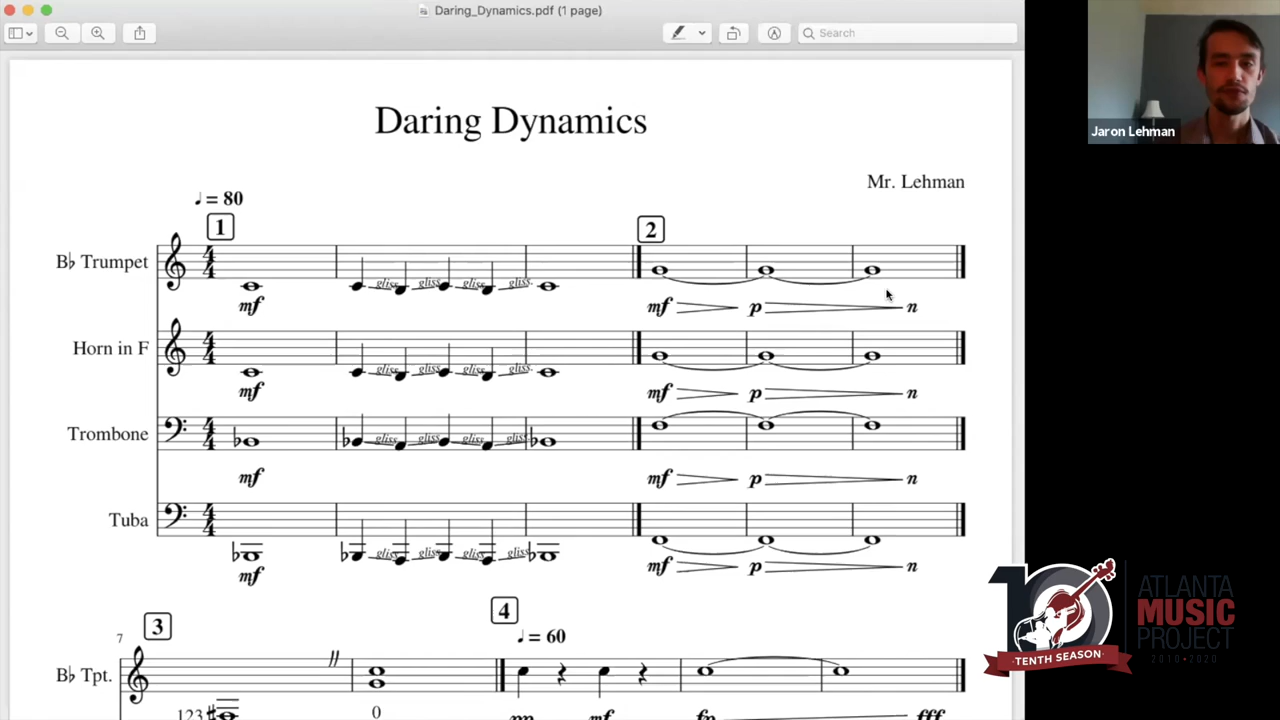 Daring_Dynamics.pdf (1 page)
Search
Jaron Lehman
Daring Dynamics
Mr. Lehman
♩ = 80
1
2
B♭ Trumpet
gliss. gliss. gliss. gliss.
mf
mf p n
Horn in F
gliss. gliss. gliss. gliss.
mf
mf p n
Trombone
gliss. gliss. gliss. gliss.
mf
mf p n
Tuba
gliss. gliss. gliss. gliss.
mf
mf p n
3
4
7
♩ = 60
B♭ Tpt.
123
0
pp mf fp fff
10
TENTH SEASON
ATLANTA
MUSIC
PROJECT
2010•2020